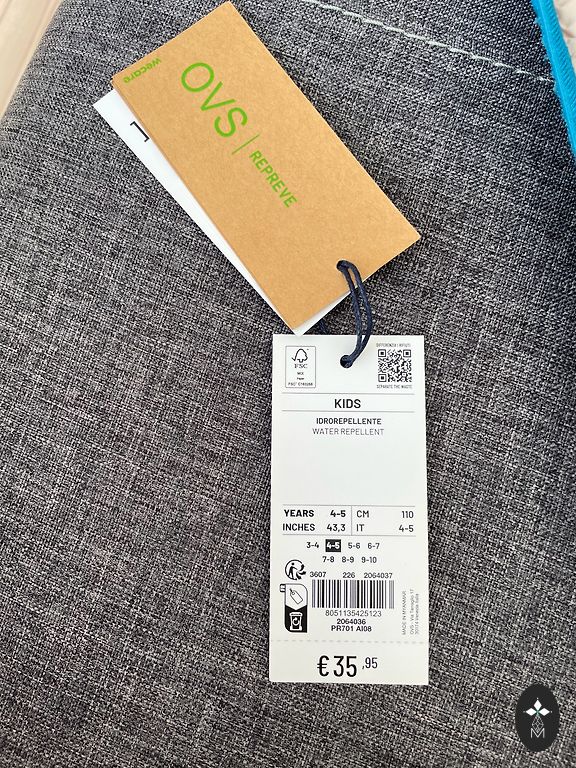 wecare
OVS | REPREVE
FSC
MIX
Paper
FSC® C160268
DIFFERENZIA I RIFIUTI
SEPARATE THE WASTE
KIDS
IDROREPELLENTE
WATER REPELLENT
YEARS 4-5 CM 110
INCHES 43,3 IT 4-5
3-4 4-5 5-6 6-7
7-8 8-9 9-10
3607 226 2064037
8051135425123
2064036
PR701 AI08
MADE IN MYANMAR
€35,95
M